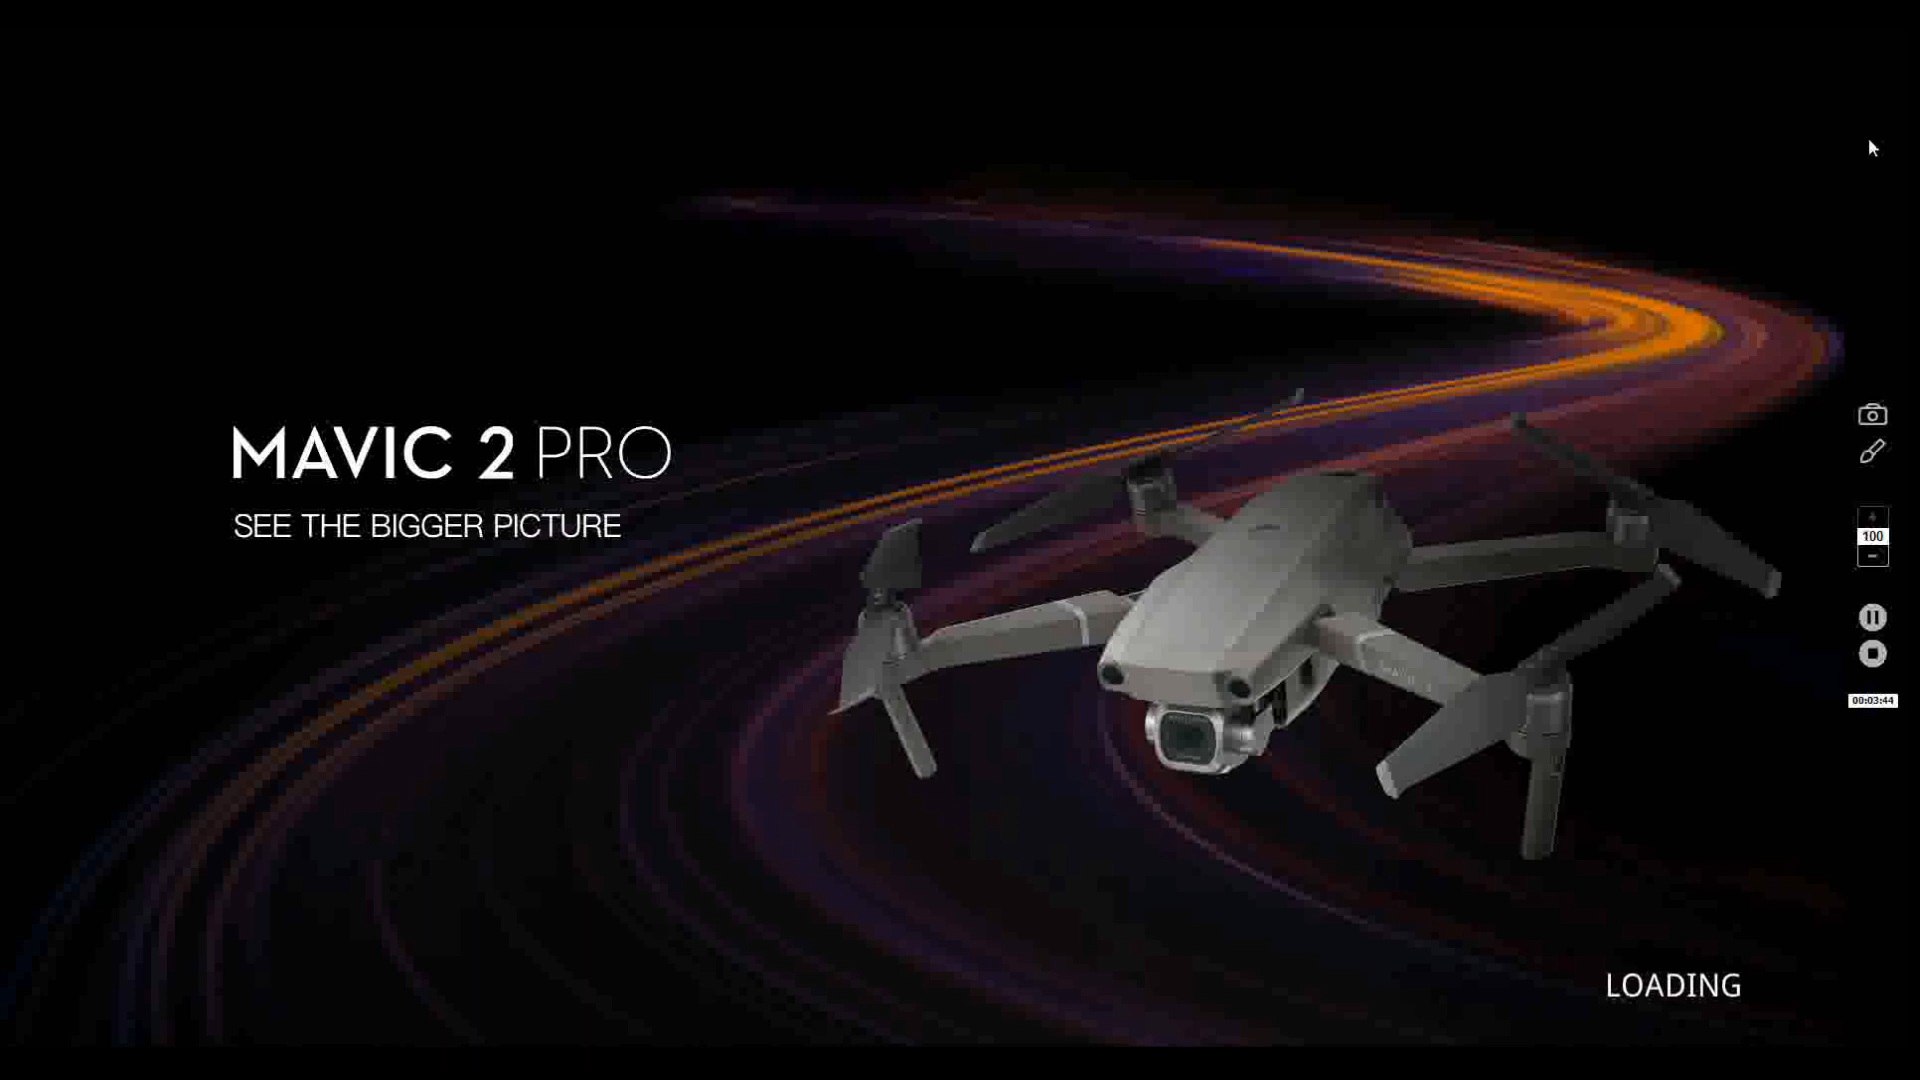 MAVIC 2 PRO
SEE THE BIGGER PICTURE
100
00:03:44
LOADING